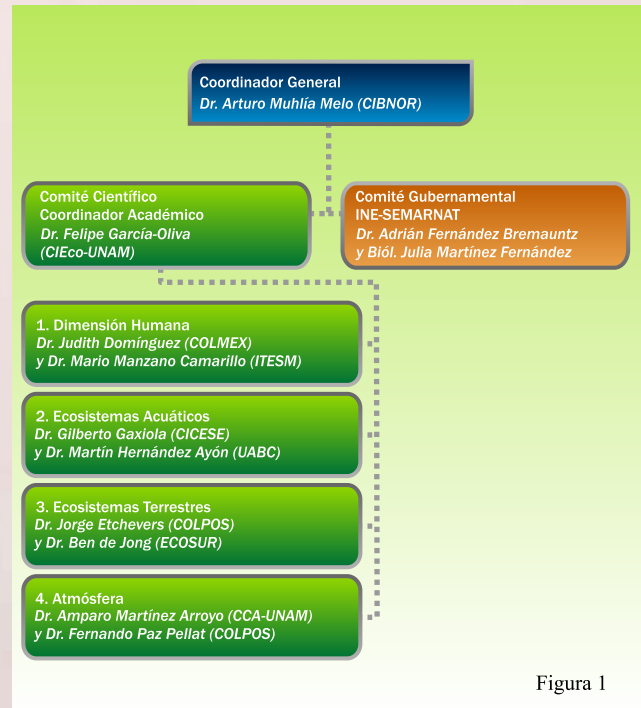 Coordinador General
Dr. Arturo Muhlía Melo (CIBNOR)
Comité Científico
Coordinador Académico
Dr. Felipe García-Oliva
(CIEco-UNAM)
Comité Gubernamental
INE-SEMARNAT
Dr. Adrián Fernández Bremauntz
y Biól. Julia Martínez Fernández
1. Dimensión Humana
Dr. Judith Domínguez (COLMEX)
y Dr. Mario Manzano Camarillo (ITESM)
2. Ecosistemas Acuáticos
Dr. Gilberto Gaxiola (CICESE)
y Dr. Martín Hernández Ayón (UABC)
3. Ecosistemas Terrestres
Dr. Jorge Etchevers (COLPOS)
y Dr. Ben de Jong (ECOSUR)
4. Atmósfera
Dr. Amparo Martínez Arroyo (CCA-UNAM)
y Dr. Fernando Paz Pellat (COLPOS)
Figura 1